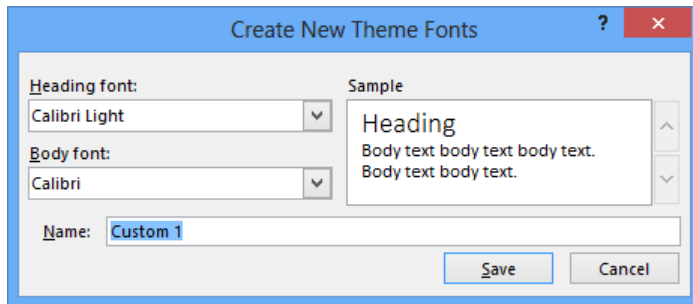 Create New Theme Fonts
?
Heading font:
Calibri Light
Body font:
Calibri
Sample
Heading
Body text body text body text.
Body text body text.
Name:
Custom 1
Save
Cancel